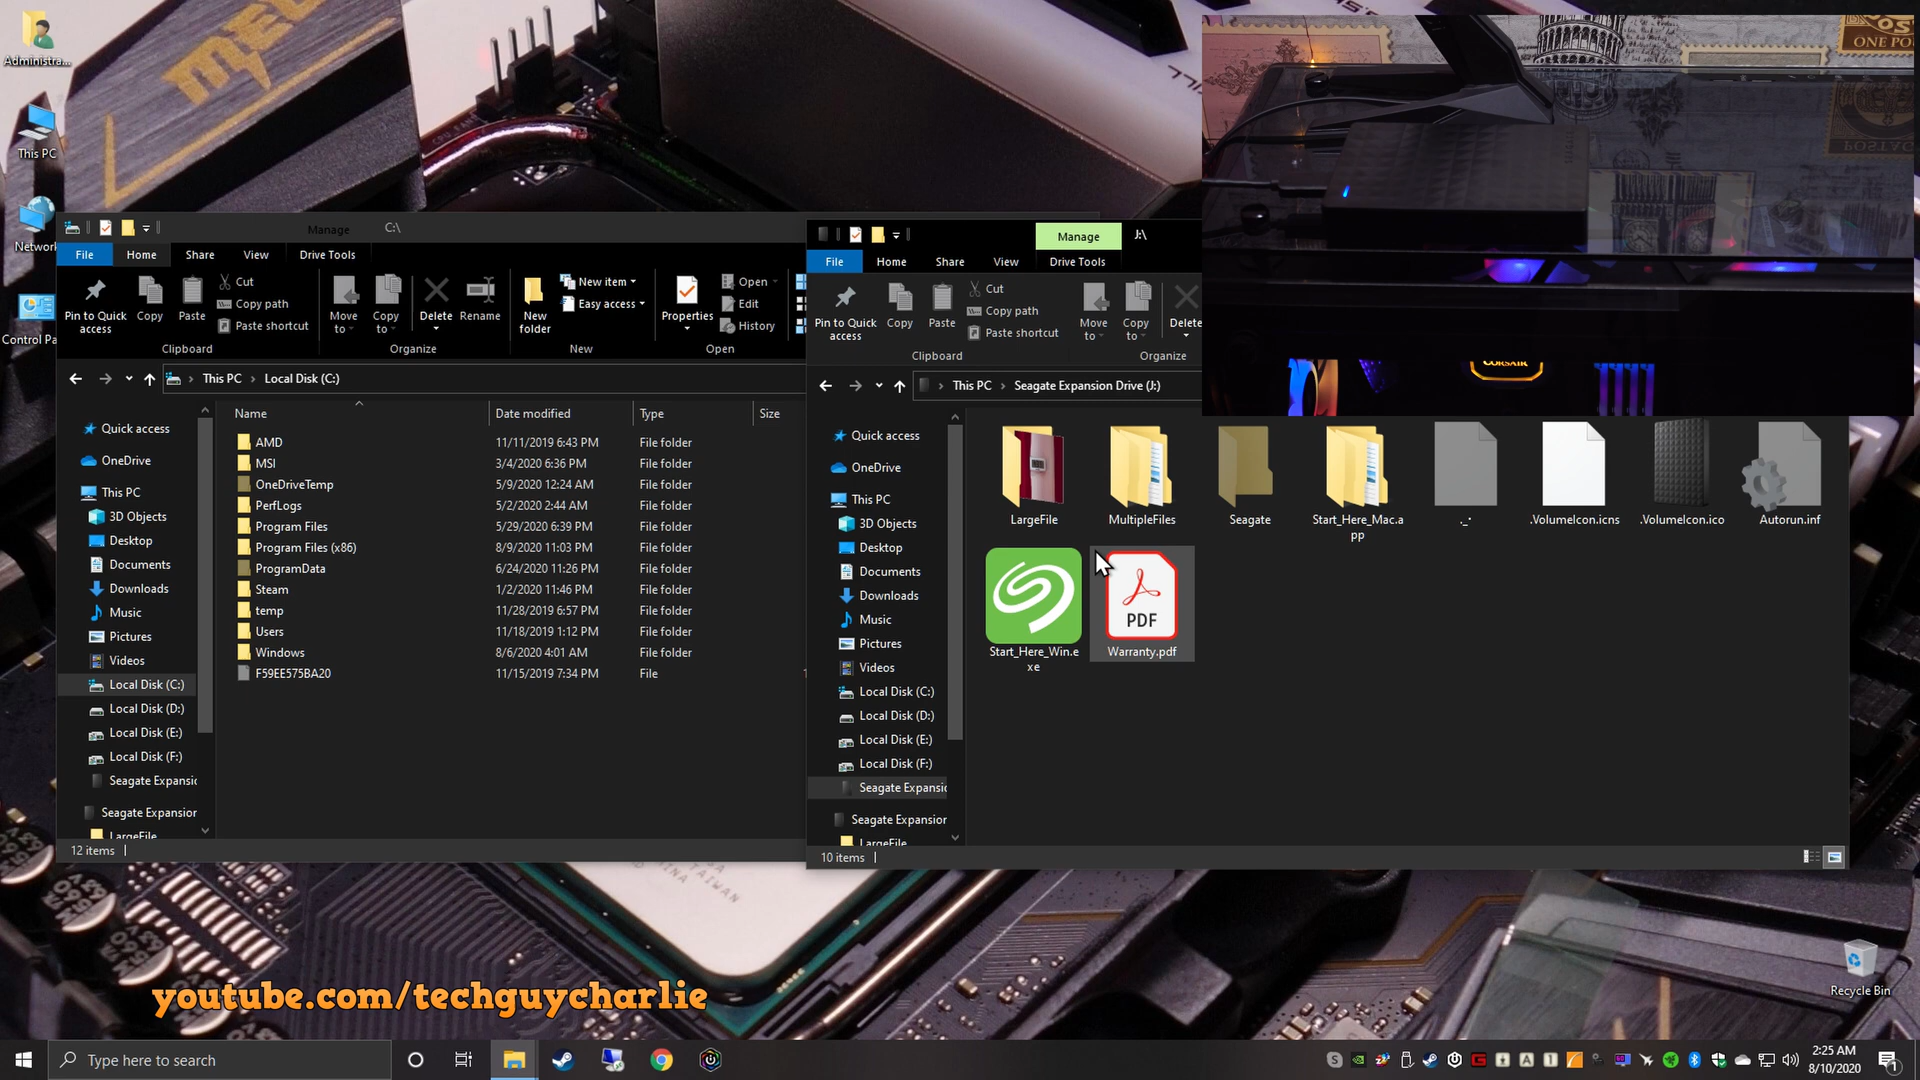 Administra...
This PC
Network
Control Pa
Manage
C:\
File
Home
Share
View
Drive Tools
Pin to Quick access
Copy
Paste
Cut
Copy path
Paste shortcut
Clipboard
Move to
Copy to
Delete
Rename
Organize
New folder
New item
Easy access
New
Properties
Open
Edit
History
Open
This PC > Local Disk (C:)
Quick access
OneDrive
This PC
3D Objects
Desktop
Documents
Downloads
Music
Pictures
Videos
Local Disk (C:)
Local Disk (D:)
Local Disk (E:)
Local Disk (F:)
Seagate Expansic
Seagate Expansior
LargeFile
Name Date modified Type Size
AMD 11/11/2019 6:43 PM File folder
MSI 3/4/2020 6:36 PM File folder
OneDriveTemp 5/9/2020 12:24 AM File folder
PerfLogs 5/2/2020 2:44 AM File folder
Program Files 5/29/2020 6:39 PM File folder
Program Files (x86) 8/9/2020 11:03 PM File folder
ProgramData 6/24/2020 11:26 PM File folder
Steam 1/2/2020 11:46 PM File folder
temp 11/28/2019 6:57 PM File folder
Users 11/18/2019 1:12 PM File folder
Windows 8/6/2020 4:01 AM File folder
F59EE575BA20 11/15/2019 7:34 PM File
12 items
Manage
J:\
File
Home
Share
View
Drive Tools
Pin to Quick access
Copy
Paste
Cut
Copy path
Paste shortcut
Clipboard
Move to
Copy to
Delete
Organize
This PC > Seagate Expansion Drive (J:)
Quick access
OneDrive
This PC
3D Objects
Desktop
Documents
Downloads
Music
Pictures
Videos
Local Disk (C:)
Local Disk (D:)
Local Disk (E:)
Local Disk (F:)
Seagate Expansic
Seagate Expansior
LargeFile
LargeFile
MultipleFiles
Seagate
Start_Here_Mac.a
pp
._.
.VolumeIcon.icns
.VolumeIcon.ico
Autorun.inf
Start_Here_Win.e
xe
PDF
Warranty.pdf
10 items
ONE PO
POSTAG
CORSAIR
youtube.com/techguycharlie
Recycle Bin
Type here to search
2:25 AM
8/10/2020